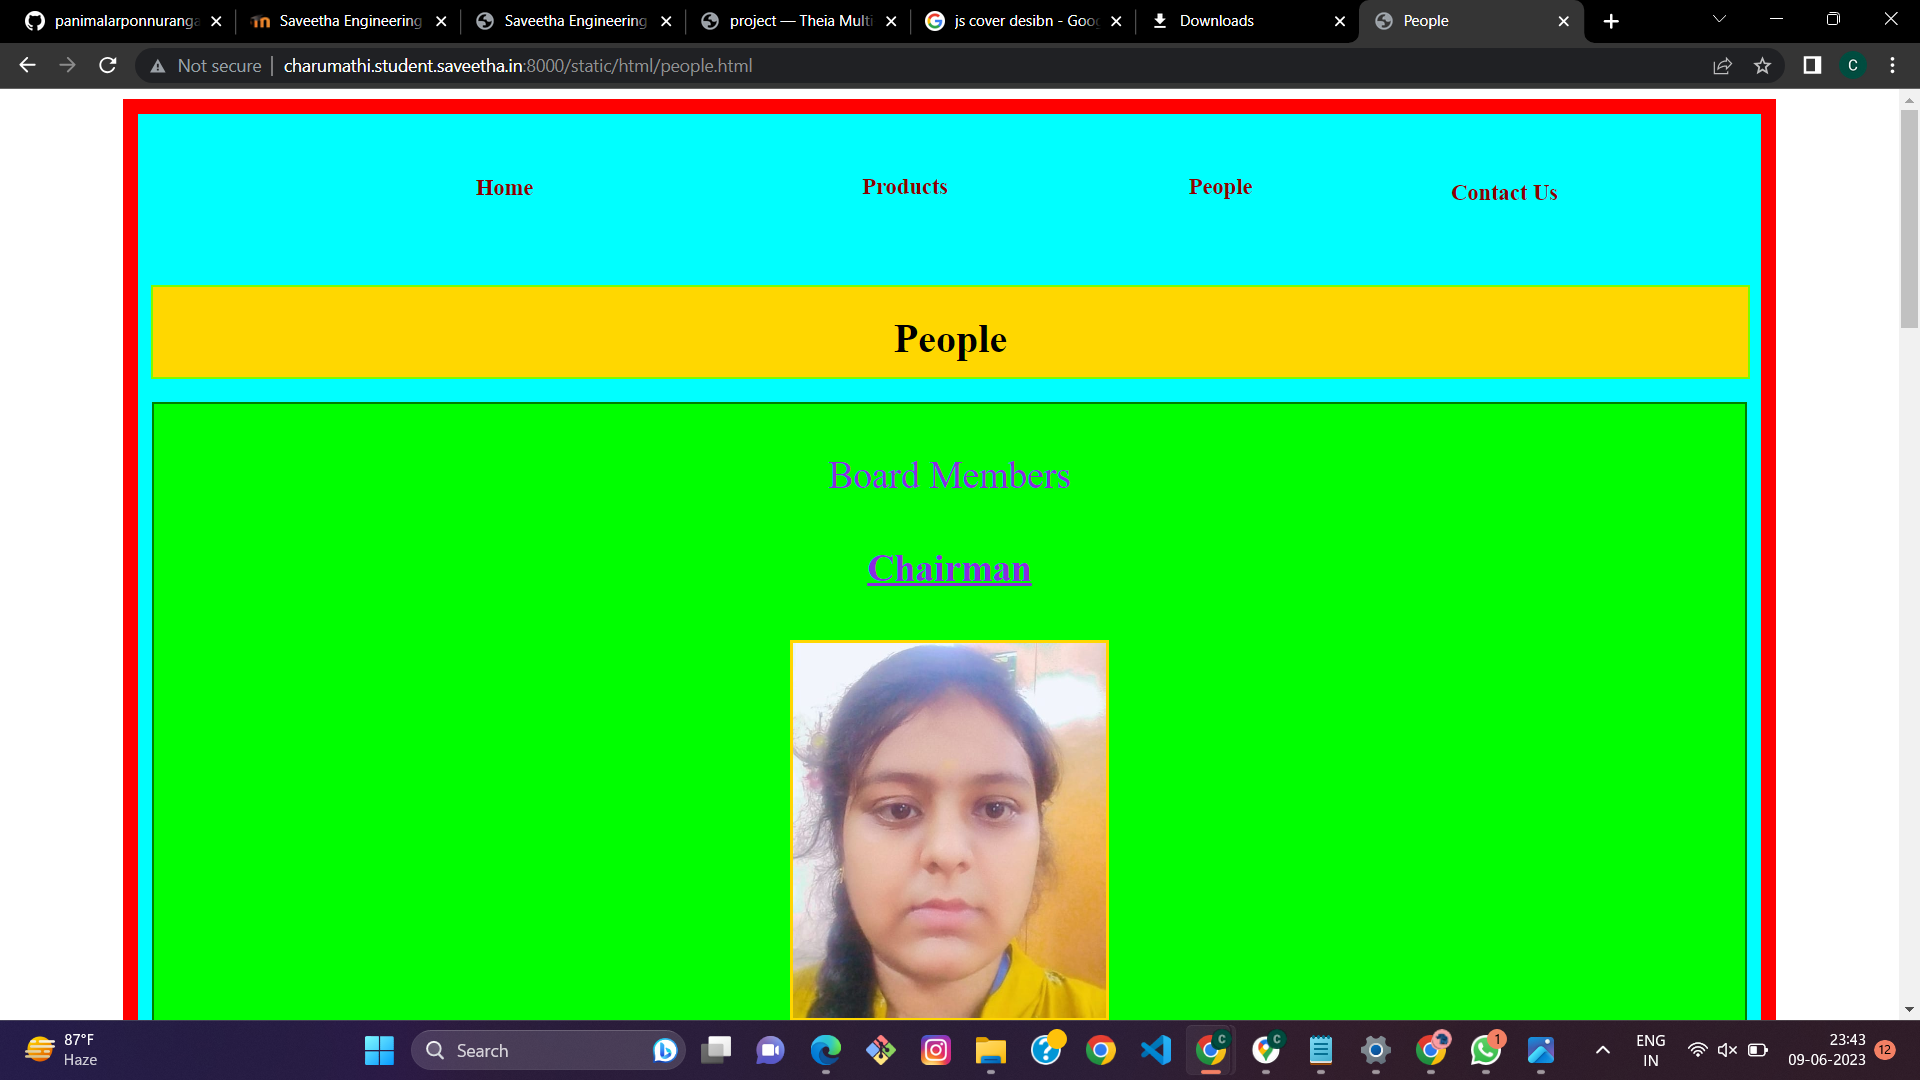 panimalarponnuranga
Saveetha Engineering
Saveetha Engineering
project — Theia Multi
js cover desibn - Goo
Downloads
People
Not secure
charumathi.student.saveetha.in:8000/static/html/people.html
C
Home
Products
People
Contact Us
People
Board Members
Chairman
87°F
Haze
Search
C
C
1
ENG
IN
23:43
09-06-2023
12